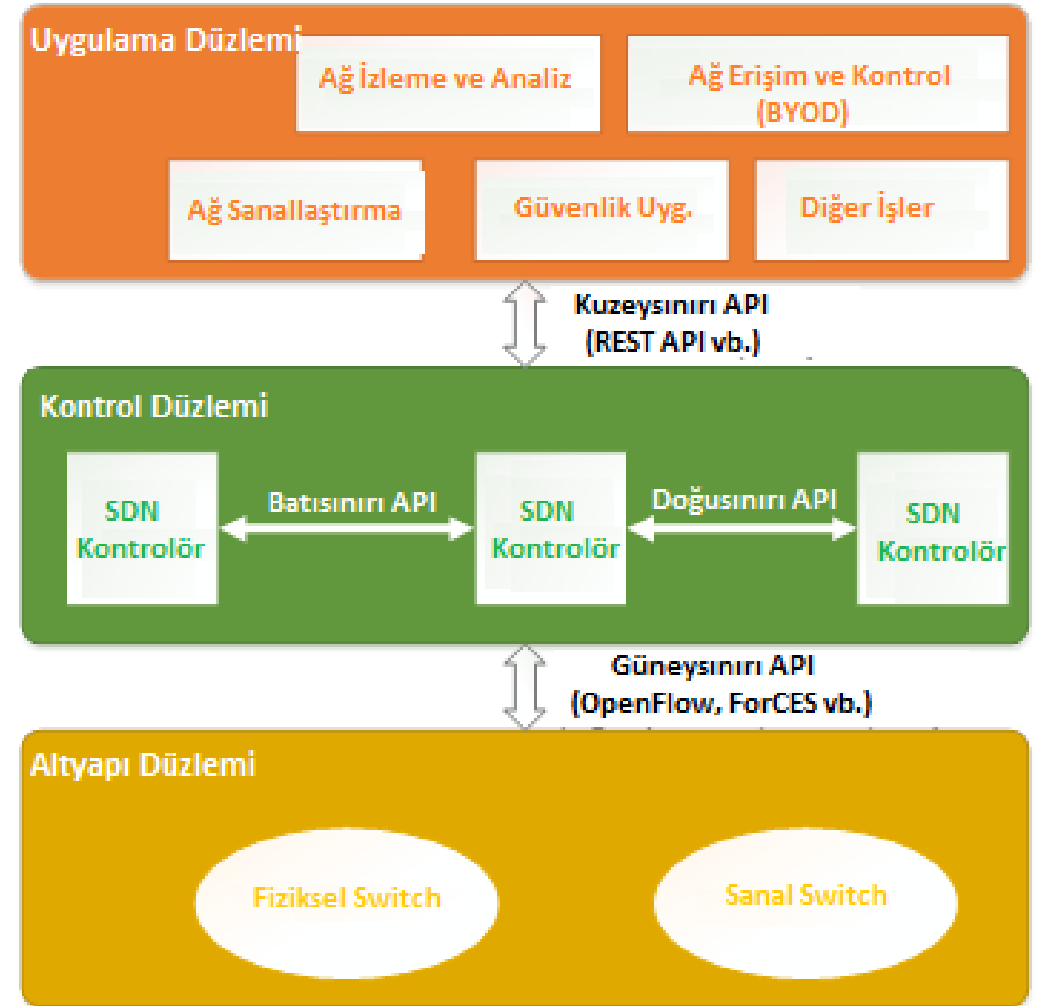 Uygulama Düzlemi
Ağ İzleme ve Analiz
Ağ Erişim ve Kontrol
(BYOD)
Ağ Sanallaştırma
Güvenlik Uyg.
Diğer İşler
Kuzeysınırı API
(REST API vb.)
Kontrol Düzlemi
SDN
Kontrolör
Batısınırı API
SDN
Kontrolör
Doğusınırı API
SDN
Kontrolör
Güneysınırı API
(OpenFlow, ForCES vb.)
Altyapı Düzlemi
Fiziksel Switch
Sanal Switch